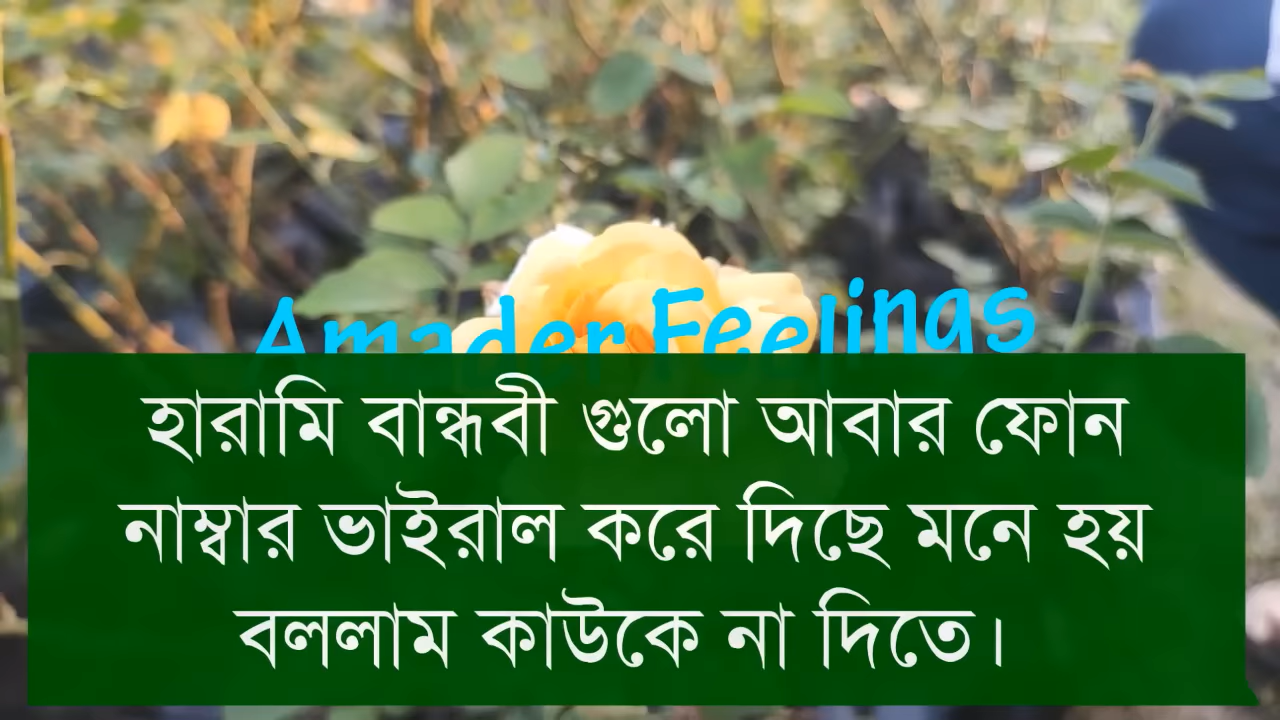 Amader Feelings
হারামি বান্ধবী গুলো আবার ফোন
নাম্বার ভাইরাল করে দিছে মনে হয়
বললাম কাউকে না দিতে।